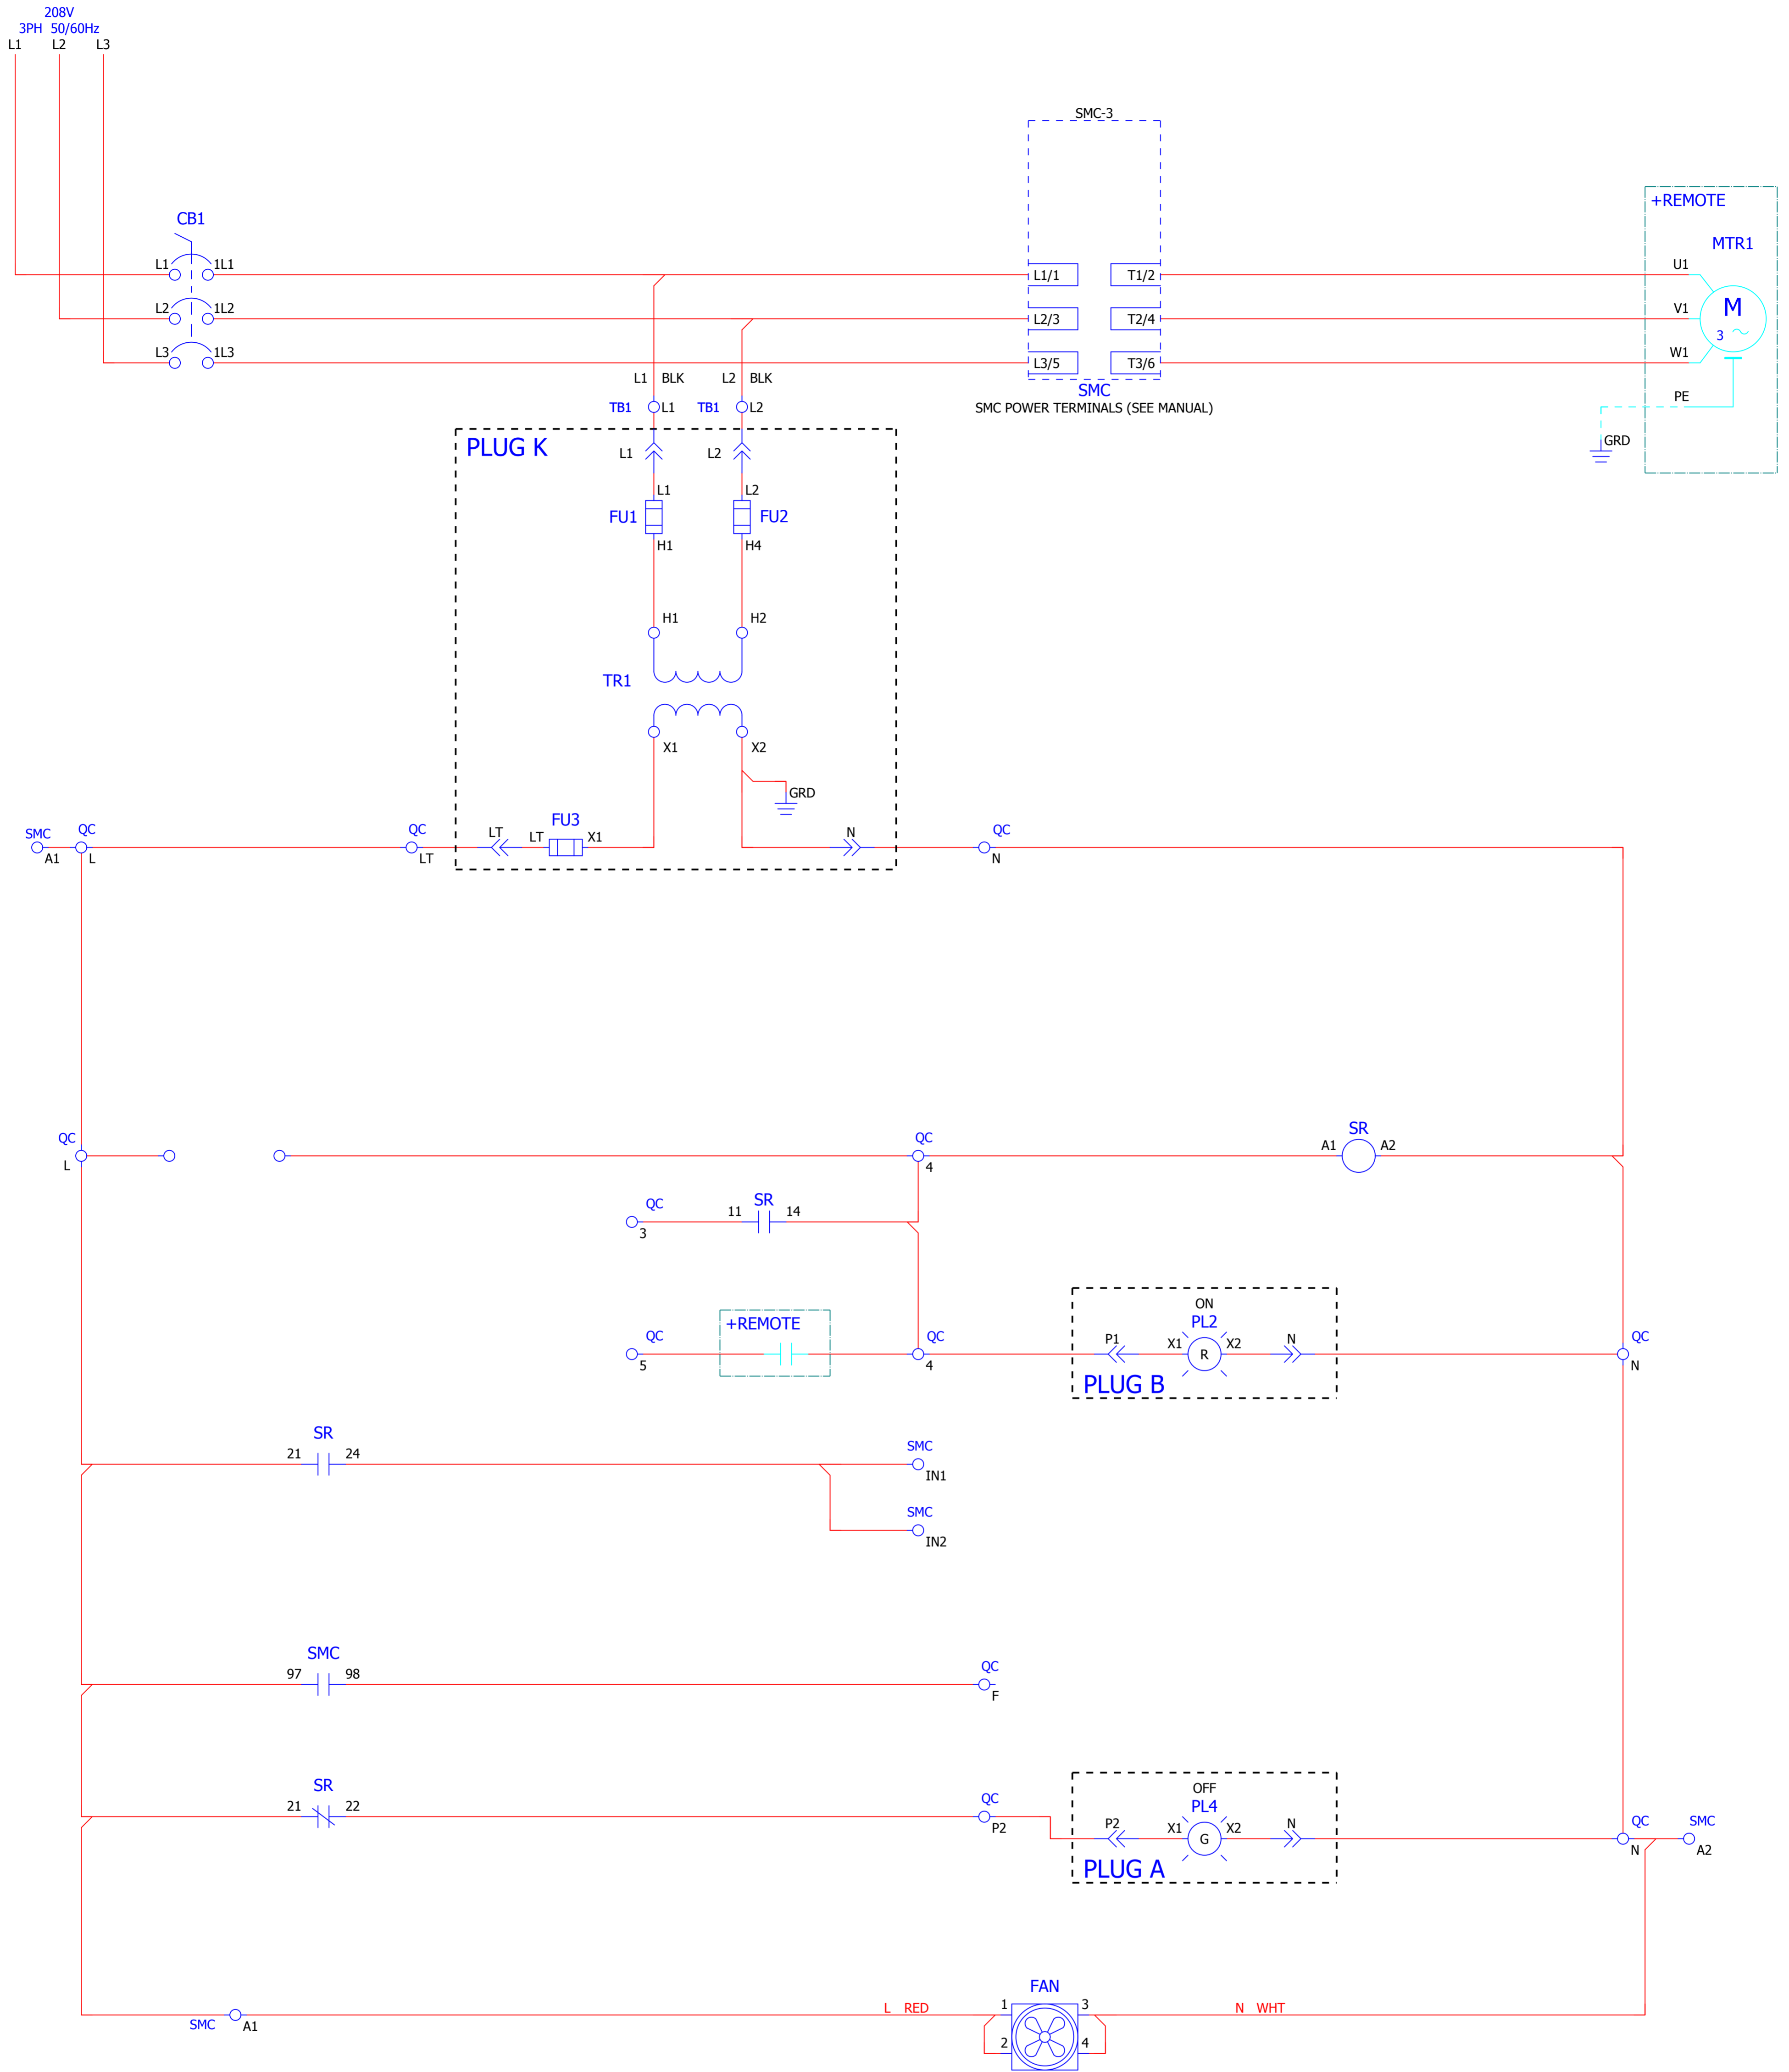 208V
3PH 50/60Hz
L1 L2 L3
SMC-3
+REMOTE
CB1
MTR1
L1 1L1 L1/1 T1/2 U1
L2 1L2 L2/3 T2/4 V1
M
3
L3 1L3 L3/5 T3/6 W1
L1 BLK L2 BLK
SMC
PE
TB1 L1 TB1 L2
SMC POWER TERMINALS (SEE MANUAL)
PLUG K
L1 L2
GRD
L1 L2
FU1 FU2
H1 H4
H1 H2
TR1
X1 X2
GRD
FU3
SMC QC QC LT LT X1 N QC
A1 L LT N
QC QC SR
A1 A2
L 4
QC SR
11 14
3
ON
+REMOTE PL2
QC QC P1 X1 X2 N QC
R
5 4 N
PLUG B
SR
21 24 SMC
IN1
SMC
IN2
SMC
97 98 QC
F
SR OFF
PL4
21 22 QC
P2 P2 X1 X2 N QC SMC
G
N A2
PLUG A
FAN
L RED 1 3 N WHT
SMC A1
2 4